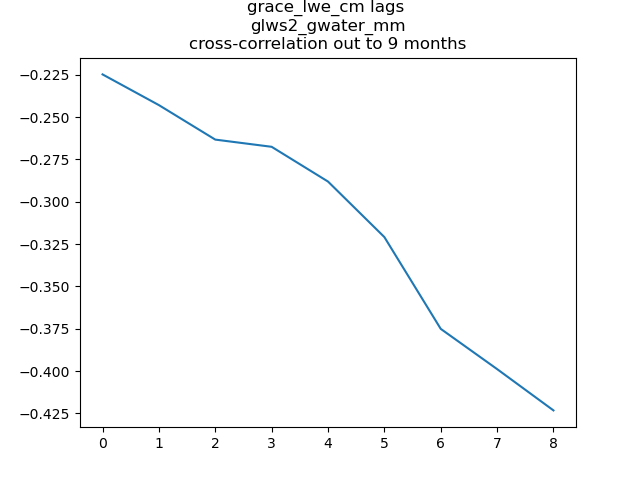 grace_lwe_cm lags
glws2_gwater_mm
cross-correlation out to 9 months
−0.225
−0.250
−0.275
−0.300
−0.325
−0.350
−0.375
−0.400
−0.425
0 1 2 3 4 5 6 7 8